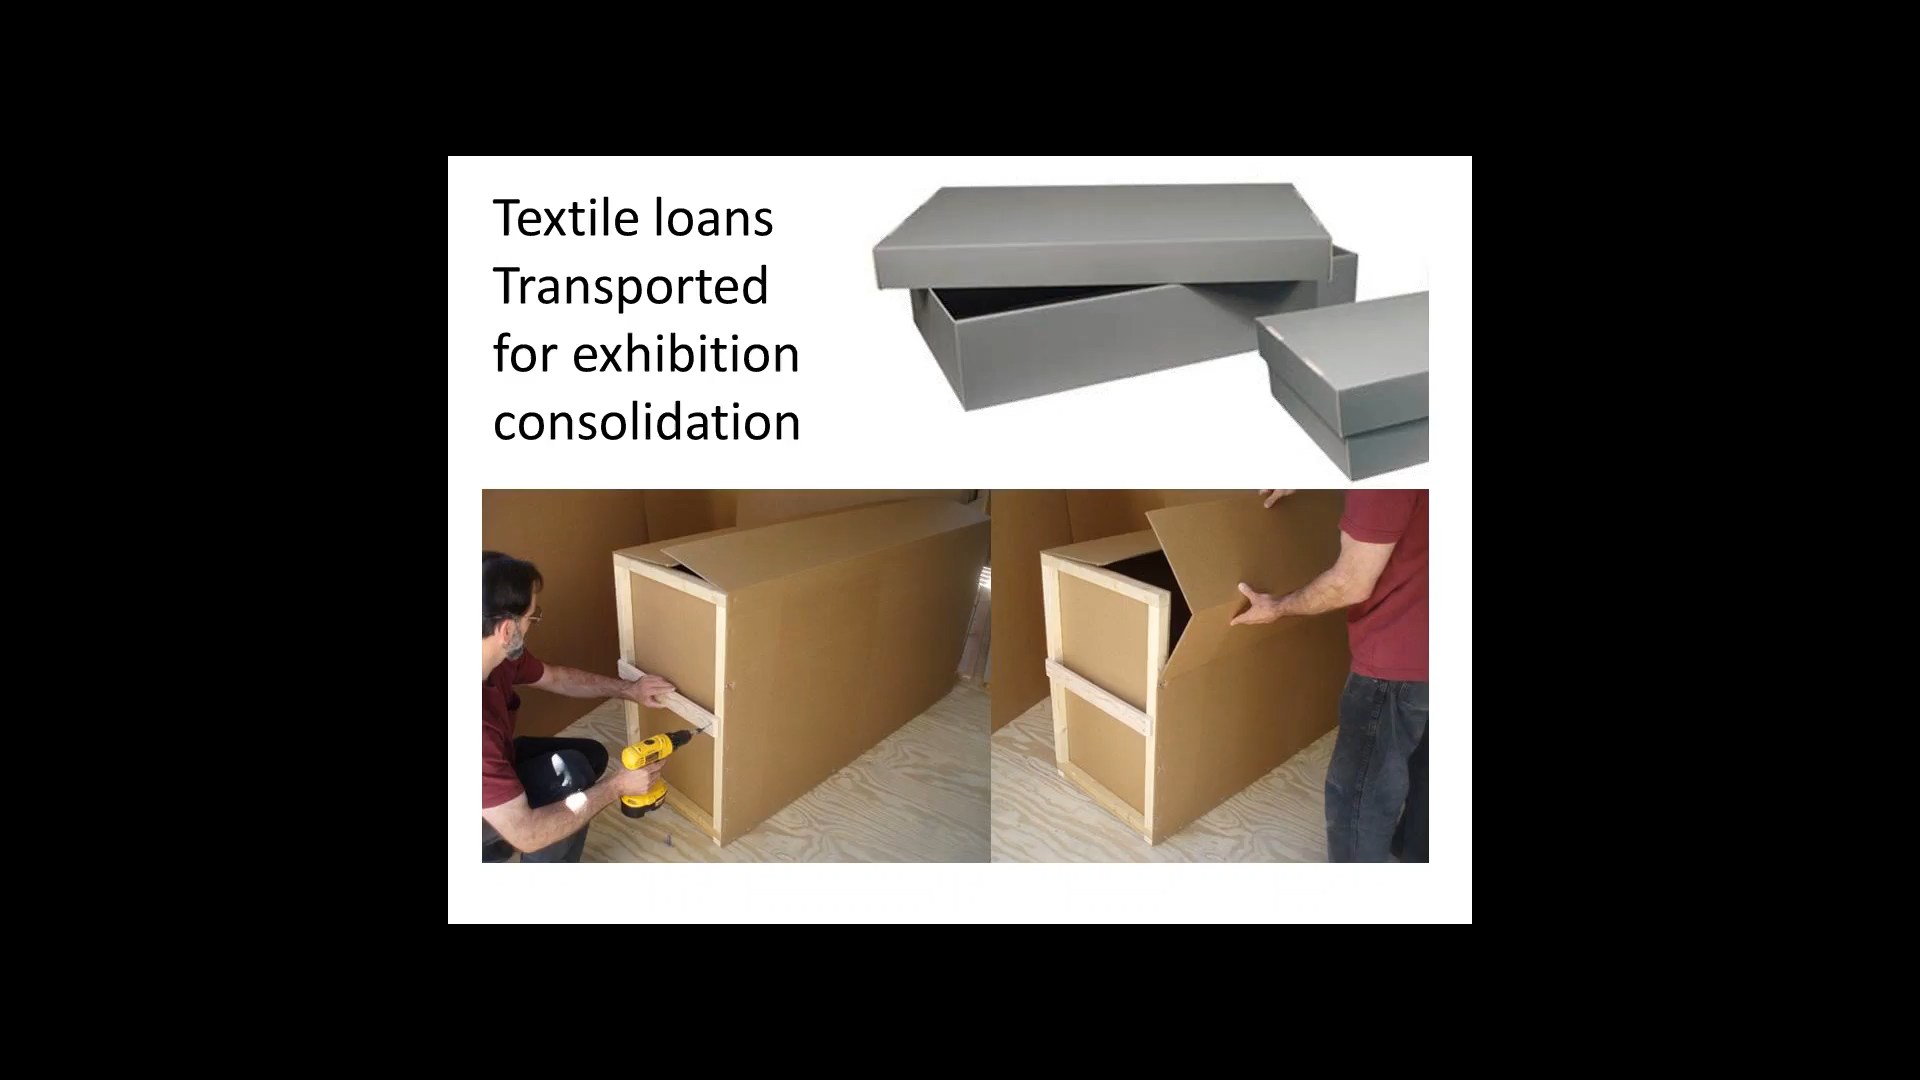 Textile loans
Transported
for exhibition
consolidation